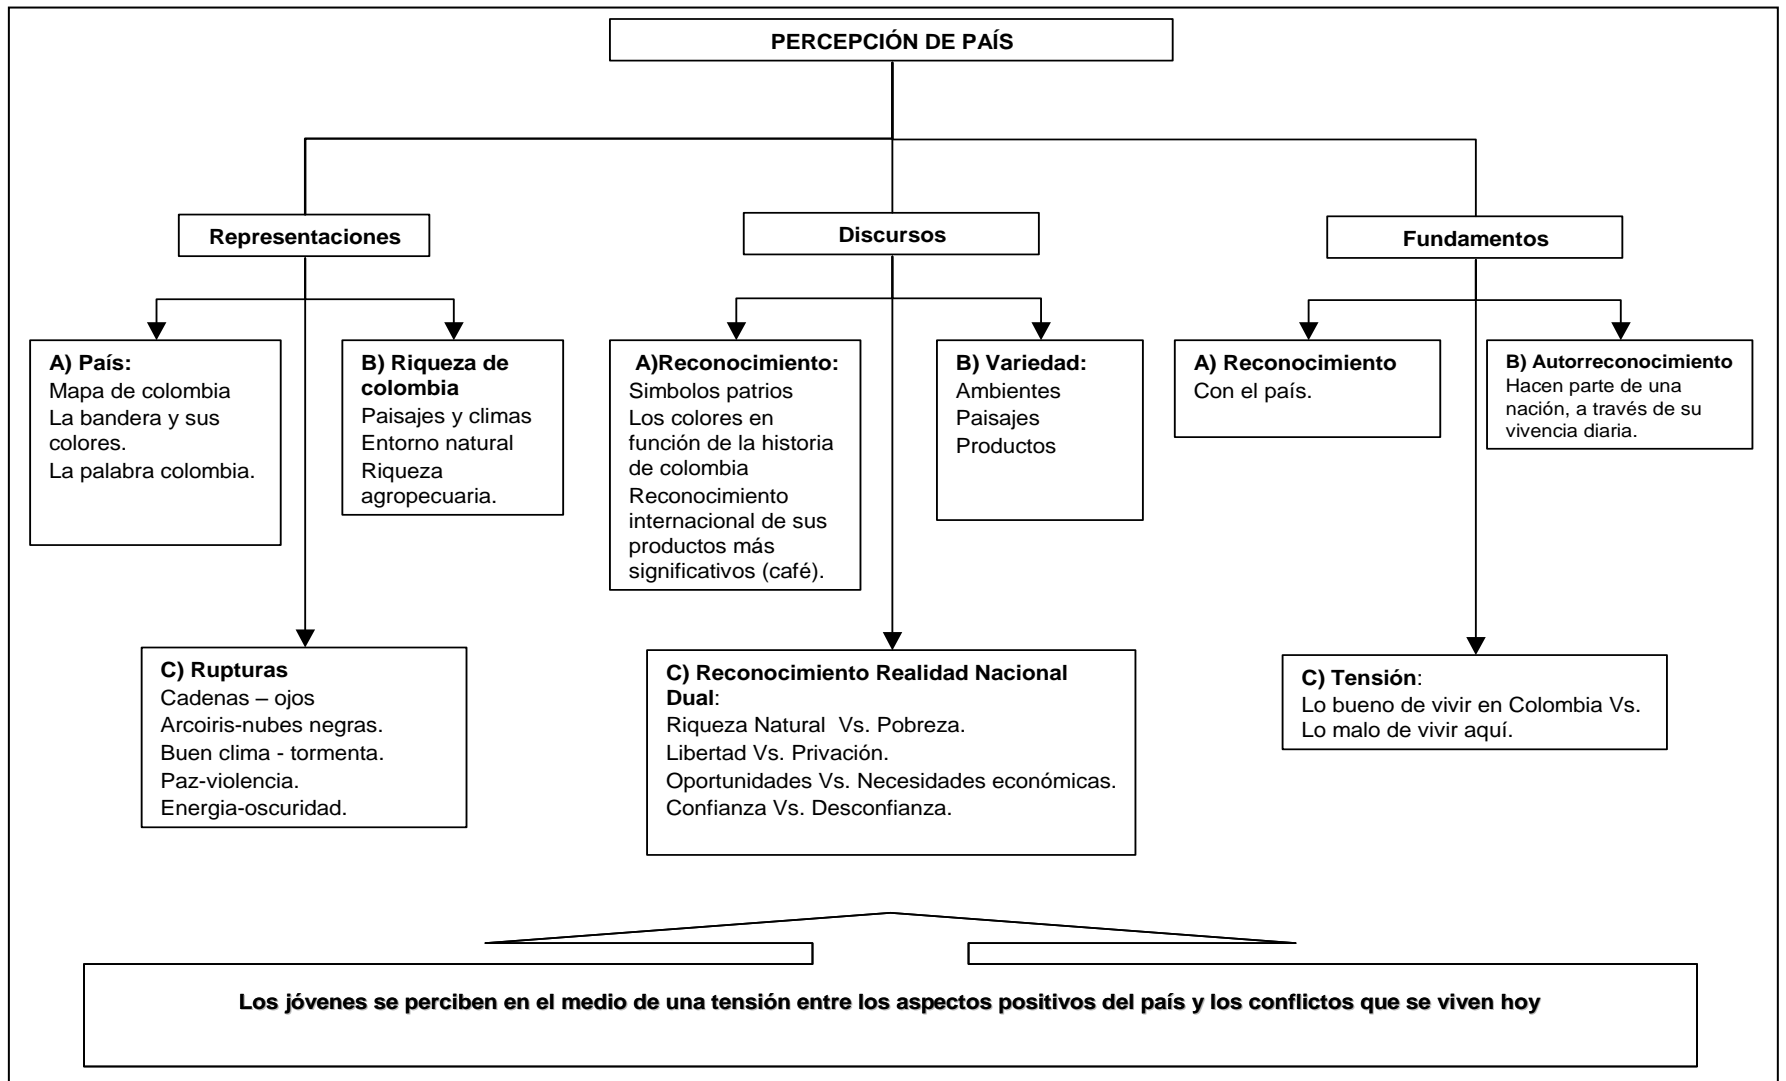 PERCEPCIÓN DE PAÍS
Representaciones
Discursos
Fundamentos
A) País:
Mapa de colombia
La bandera y sus
colores.
La palabra colombia.
B) Riqueza de
colombia
Paisajes y climas
Entorno natural
Riqueza
agropecuaria.
A)Reconocimiento:
Simbolos patrios
Los colores en
función de la historia
de colombia
Reconocimiento
internacional de sus
productos más
significativos (café).
B) Variedad:
Ambientes
Paisajes
Productos
A) Reconocimiento
Con el país.
B) Autorreconocimiento
Hacen parte de una
nación, a través de su
vivencia diaria.
C) Rupturas
Cadenas – ojos
Arcoiris-nubes negras.
Buen clima - tormenta.
Paz-violencia.
Energia-oscuridad.
C) Reconocimiento Realidad Nacional
Dual:
Riqueza Natural  Vs. Pobreza.
Libertad Vs. Privación.
Oportunidades Vs. Necesidades económicas.
Confianza Vs. Desconfianza.
C) Tensión:
Lo bueno de vivir en Colombia Vs.
Lo malo de vivir aquí.
Los jóvenes se perciben en el medio de una tensión entre los aspectos positivos del país y los conflictos que se viven hoy